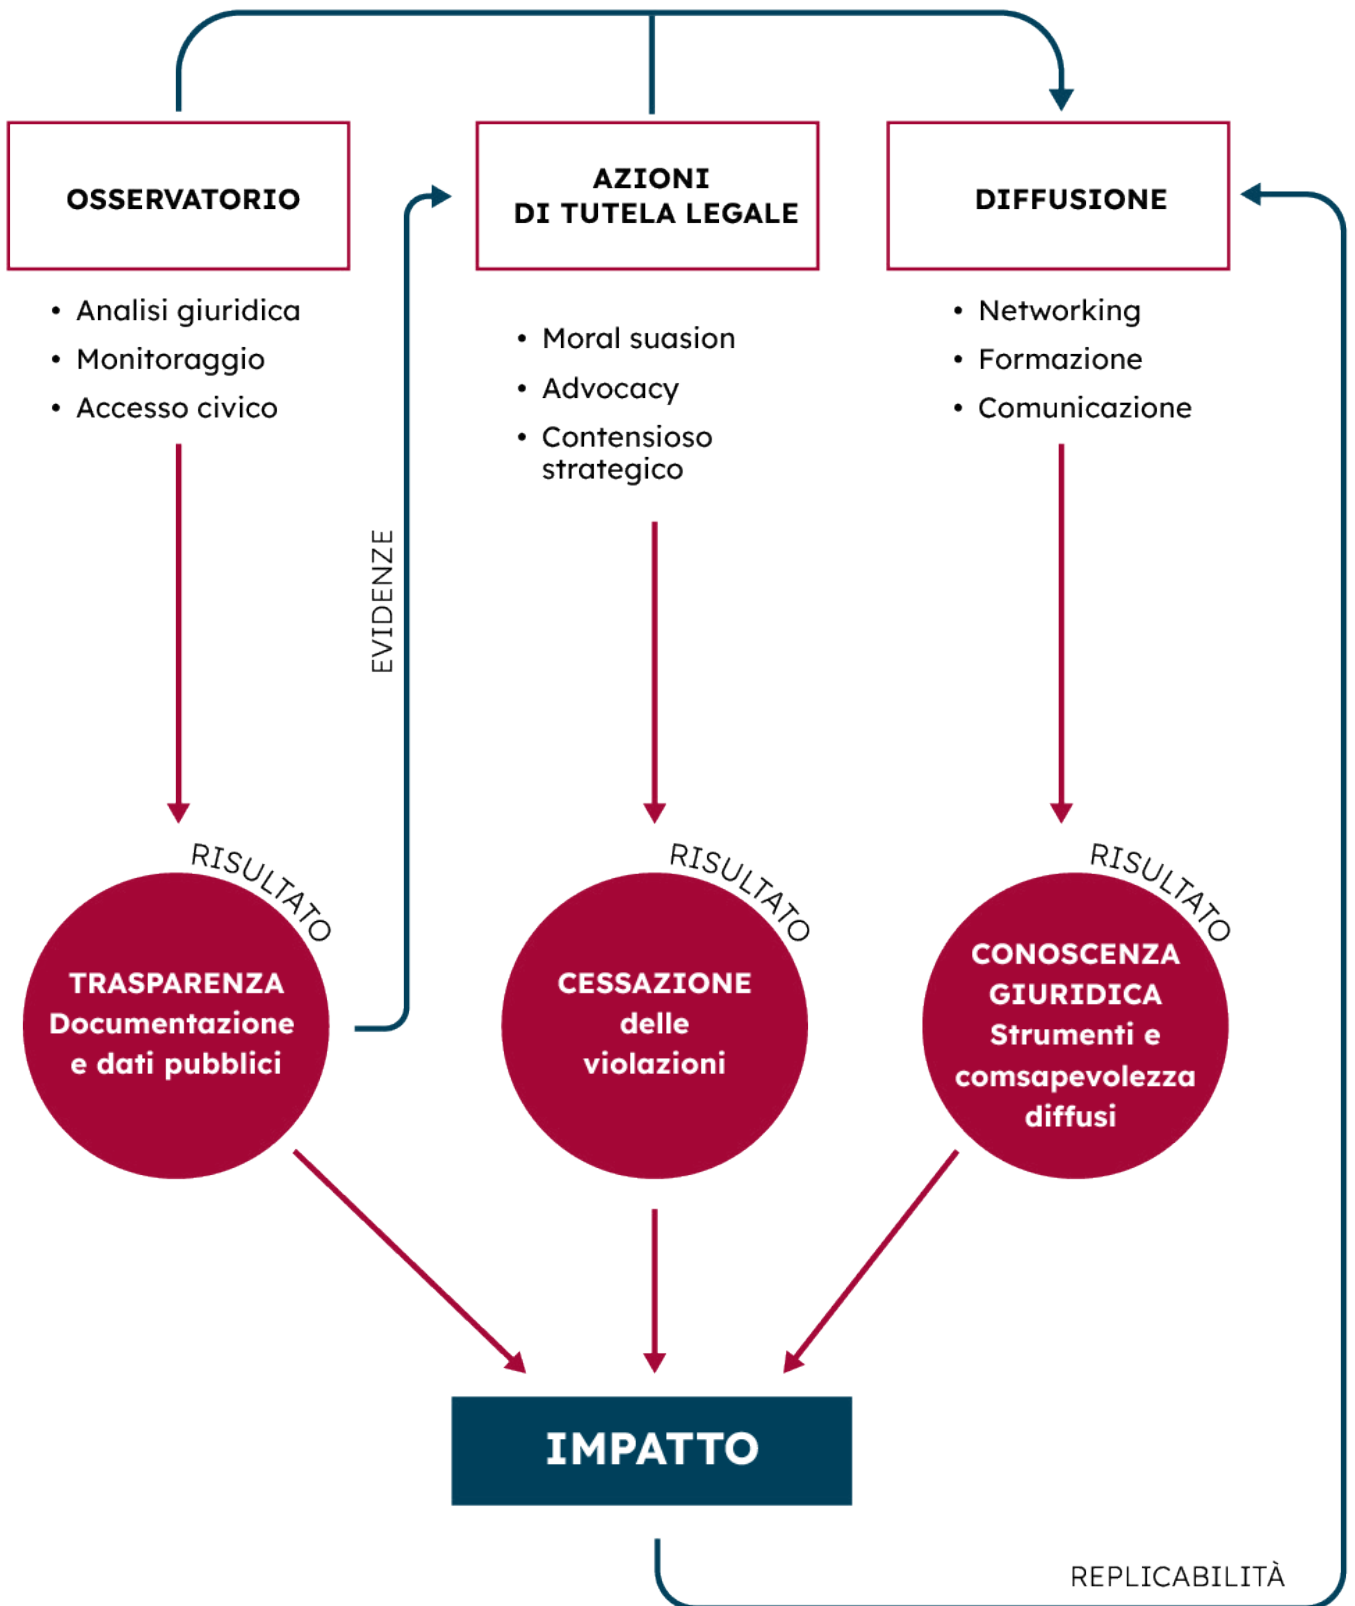 OSSERVATORIO
• Analisi giuridica
• Monitoraggio
• Accesso civico
AZIONI
DI TUTELA LEGALE
• Moral suasion
• Advocacy
• Contensioso
strategico
DIFFUSIONE
• Networking
• Formazione
• Comunicazione
EVIDENZE
RISULTATO
TRASPARENZA
Documentazione
e dati pubblici
RISULTATO
CESSAZIONE
delle
violazioni
RISULTATO
CONOSCENZA
GIURIDICA
Strumenti e
comsapevolezza
diffusi
IMPATTO
REPLICABILITÀ